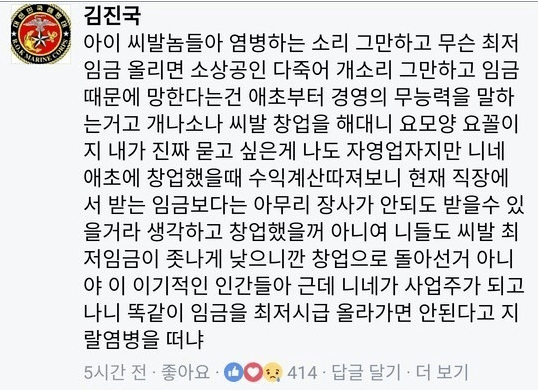 김진국
아이 씨발놈들아 염병하는 소리 그만하고 무슨 최저
임금 올리면 소상공인 다죽어 개소리 그만하고 임금
때문에 망한다는건 애초부터 경영의 무능력을 말하
는거고 개나소나 씨발 창업을 해대니 요모양 요꼴이
지 내가 진짜 묻고 싶은게 나도 자영업자지만 니네
애초에 창업했을때 수익계산따져보니 현재 직장에
서 받는 임금보다는 아무리 장사가 안되도 받을수 있
을거라 생각하고 창업했을꺼 아니여 니들도 씨발 최
저임금이 좃나게 낮으니깐 창업으로 돌아선거 아니
야 이 이기적인 인간들아 근데 니네가 사업주가 되고
나니 똑같이 임금을 최저시급 올라가면 안된다고 지
랄염병을 떠냐
5시간 전 · 좋아요 · 414 · 답글 달기 · 더 보기